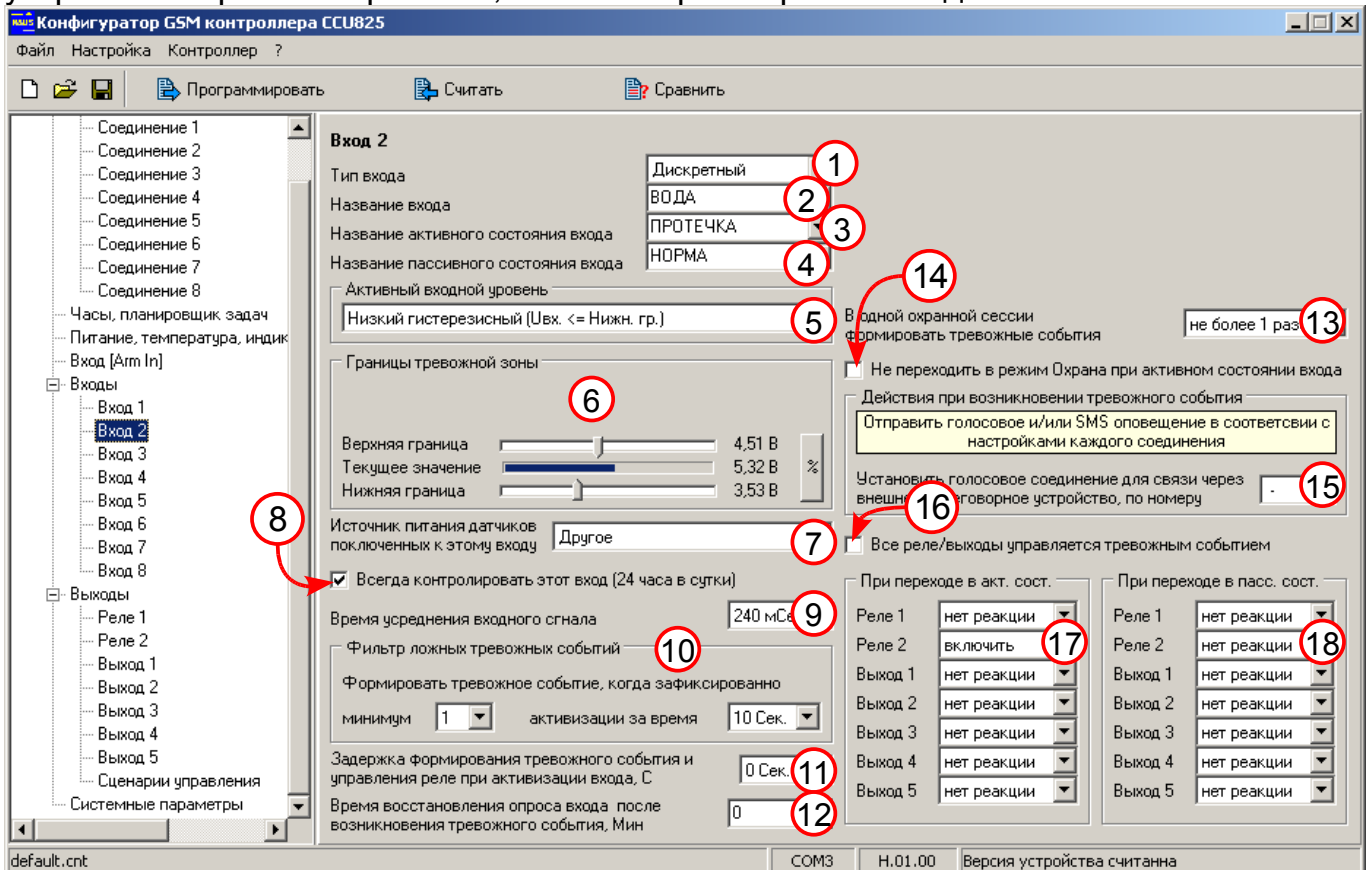 Конфигуратор GSM контроллера CCU825
Файл Настройка Контроллер ?
Программировать Считать Сравнить
Соединение 1
Соединение 2
Соединение 3
Соединение 4
Соединение 5
Соединение 6
Соединение 7
Соединение 8
Часы, планировщик задач
Питание, температура, индик
Вход [Arm In]
Входы
Вход 1
Вход 2
Вход 3
Вход 4
Вход 5
Вход 6
Вход 7
Вход 8
Выходы
Реле 1
Реле 2
Выход 1
Выход 2
Выход 3
Выход 4
Выход 5
Сценарии управления
Системные параметры
Вход 2
Тип входа Дискретный 1
Название входа ВОДА 2
Название активного состояния входа ПРОТЕЧКА 3
Название пассивного состояния входа НОРМА 4
Активный входной уровень
Низкий гистерезисный (Uвх. <= Нижн. гр.) 5
Границы тревожной зоны
6
Верхняя граница 4,51 В
Текущее значение 5,32 В %
Нижняя граница 3,53 В
Источник питания датчиков
поключенных к этому входу Другое 7
8
Всегда контролировать этот вход (24 часа в сутки)
Время усреднения входного сгнала 240 мСе 9
Фильтр ложных тревожных событий 10
Формировать тревожное событие, когда зафиксированно
минимум 1 активизации за время 10 Сек.
Задержка формирования тревожного события и
управления реле при активизации входа, С 0 Сек. 11
Время восстановления опроса входа после
возникновения тревожного события, Мин 0 12
14
В одной охранной сессии
формировать тревожные события не более 1 раз 13
Не переходить в режим Охрана при активном состоянии входа
Действия при возникновении тревожного события
Отправить голосовое и/или SMS оповещение в соответсвии с
настройками каждого соединения
Установить голосовое соединение для связи через
устройство, по номеру - 15
16
Все реле/выходы управляется тревожным событием
При переходе в акт. сост.
Реле 1 нет реакции
Реле 2 включить 17
Выход 1 нет реакции
Выход 2 нет реакции
Выход 3 нет реакции
Выход 4 нет реакции
Выход 5 нет реакции
При переходе в пасс. сост.
Реле 1 нет реакции
Реле 2 нет реакции 18
Выход 1 нет реакции
Выход 2 нет реакции
Выход 3 нет реакции
Выход 4 нет реакции
Выход 5 нет реакции
default.cnt COM3 H.01.00 Версия устройства считанна